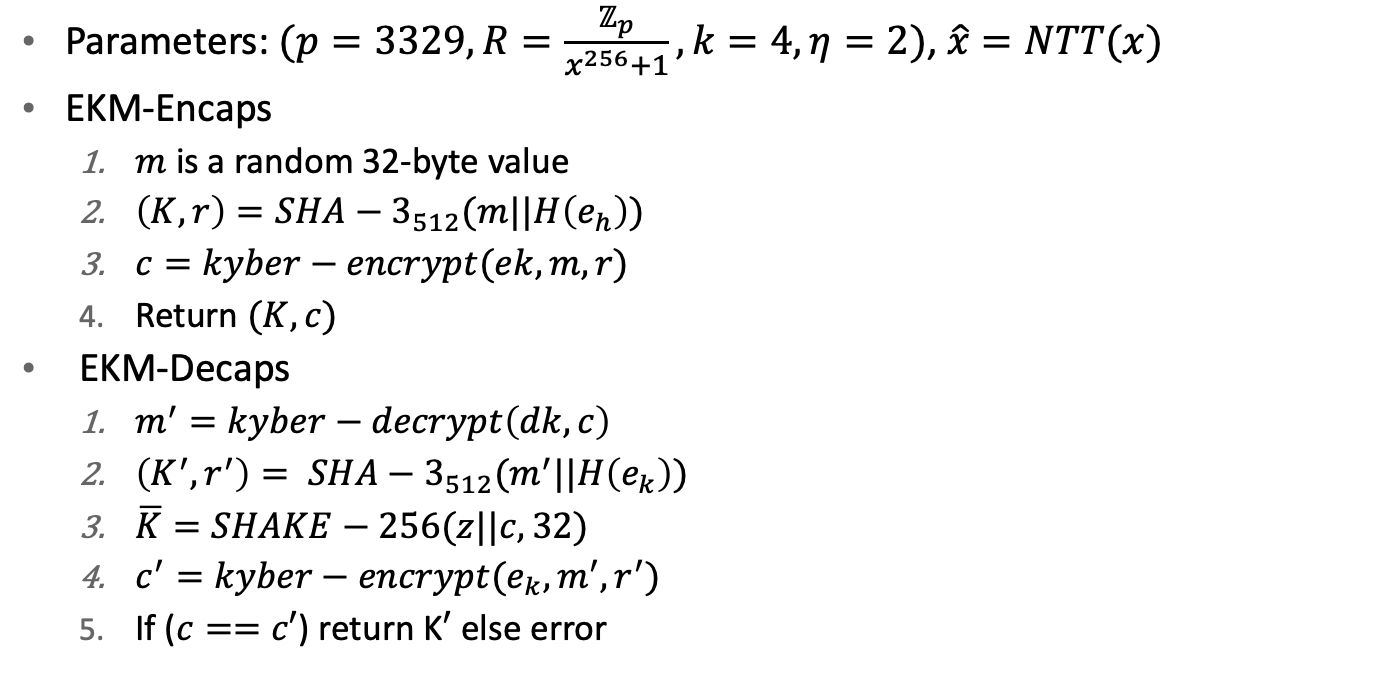 • Parameters: (p = 3329, R = ℤₚ/x²⁵⁶+1, k = 4, η = 2), x̂ = NTT(x)
• EKM-Encaps
1. m is a random 32-byte value
2. (K, r) = SHA − 3₅₁₂(m||H(eₕ))
3. c = kyber − encrypt(ek, m, r)
4. Return (K, c)
• EKM-Decaps
1. m′ = kyber − decrypt(dk, c)
2. (K′, r′) = SHA − 3₅₁₂(m′||H(eₖ))
3. K̅ = SHAKE − 256(z||c, 32)
4. c′ = kyber − encrypt(eₖ, m′, r′)
5. If (c == c′) return K′ else error